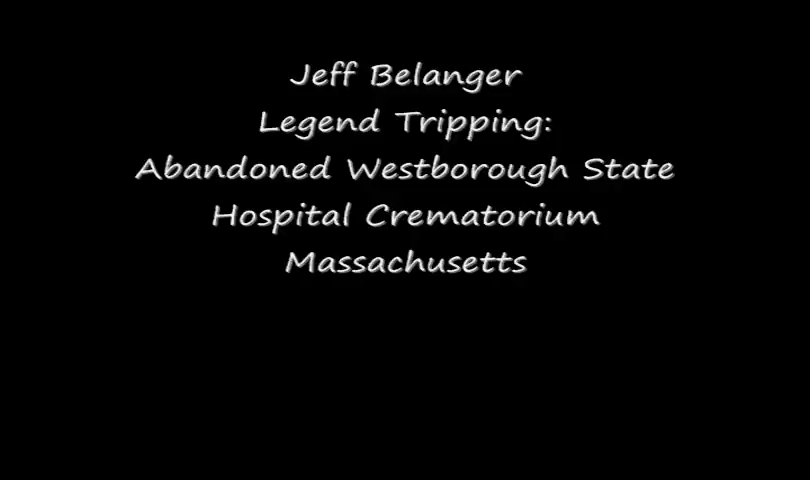 Jeff Belanger
Legend Tripping:
Abandoned Westborough State
Hospital Crematorium
Massachusetts